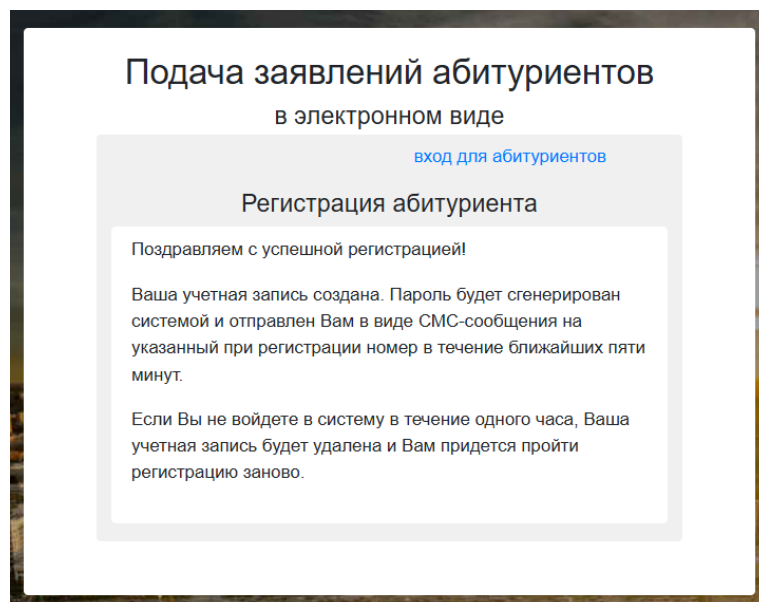 Подача заявлений абитуриентов
в электронном виде
вход для абитуриентов
Регистрация абитуриента
Поздравляем с успешной регистрацией!
Ваша учетная запись создана. Пароль будет сгенерирован
системой и отправлен Вам в виде СМС-сообщения на
указанный при регистрации номер в течение ближайших пяти
минут.
Если Вы не войдете в систему в течение одного часа, Ваша
учетная запись будет удалена и Вам придется пройти
регистрацию заново.